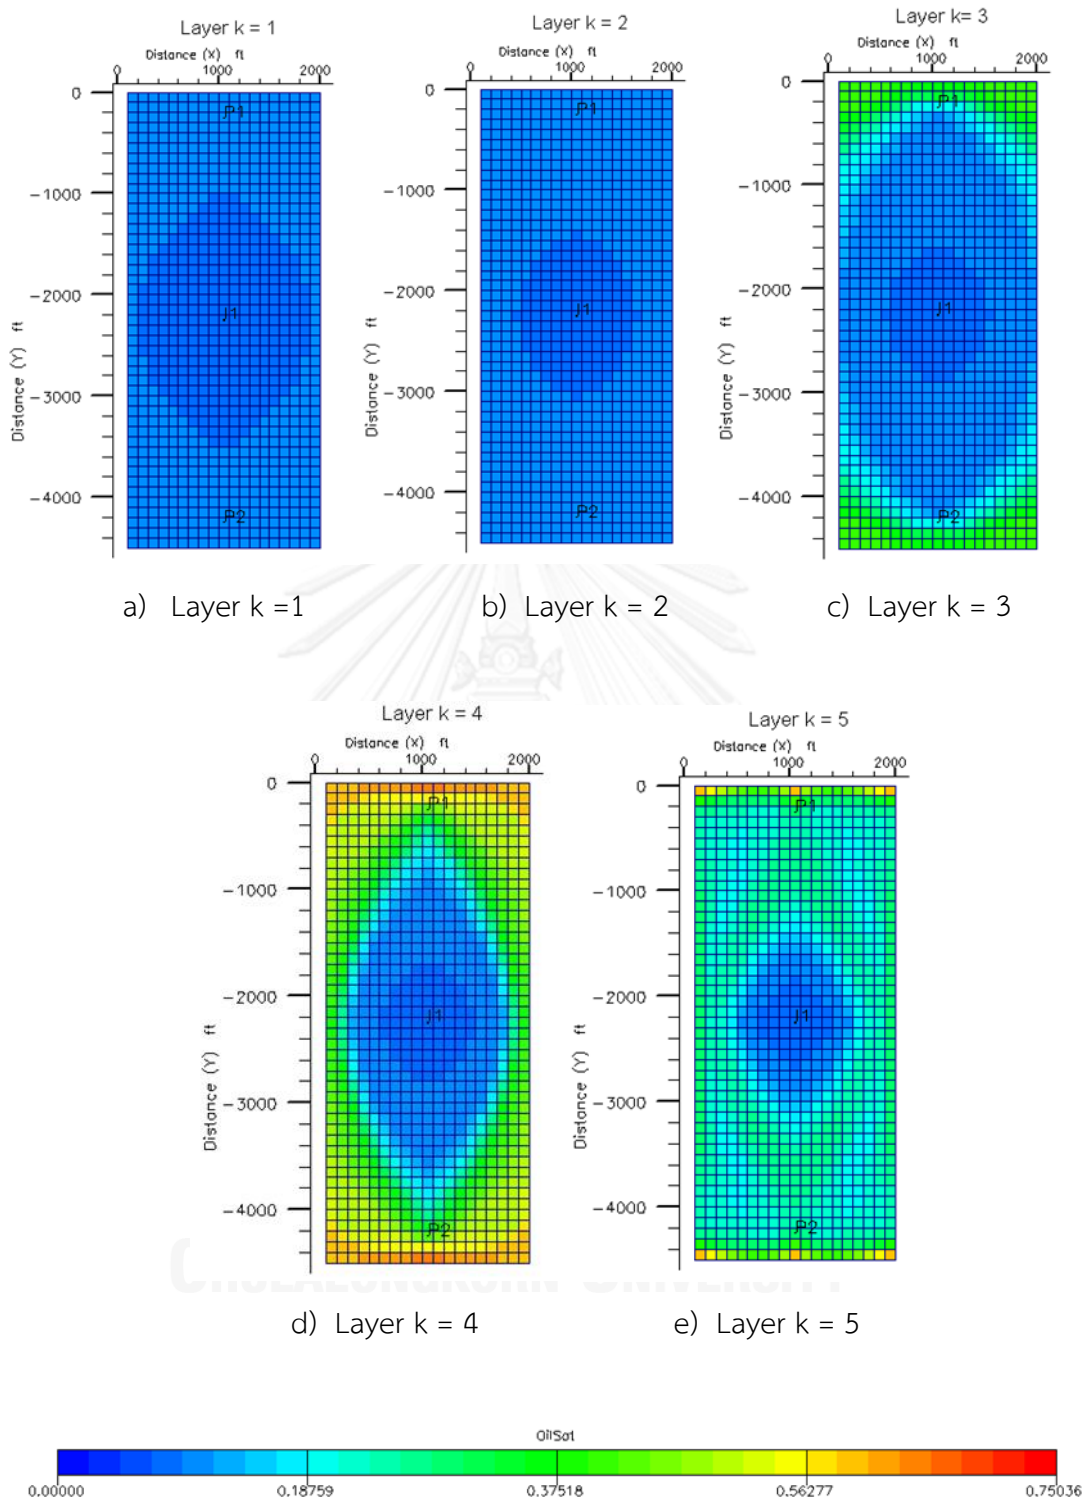 Layer k = 1
Distance (X) ft
0 1000 2000
0
-1000
-2000
-3000
-4000
Distance (Y) ft
P1
J1
P2
a) Layer k =1
Layer k = 2
Distance (X) ft
0 1000 2000
0
-1000
-2000
-3000
-4000
Distance (Y) ft
P1
J1
P2
b) Layer k = 2
Layer k= 3
Distance (X) ft
0 1000 2000
0
-1000
-2000
-3000
-4000
Distance (Y) ft
P1
J1
P2
c) Layer k = 3
Layer k = 4
Distance (X) ft
0 1000 2000
0
-1000
-2000
-3000
-4000
Distance (Y) ft
P1
J1
P2
d) Layer k = 4
Layer k = 5
Distance (X) ft
0 1000 2000
0
-1000
-2000
-3000
-4000
Distance (Y) ft
P1
J1
P2
e) Layer k = 5
CHULALONGKORN UNIVERSITY
OilSat
0.00000 0.18759 0.37518 0.56277 0.75036